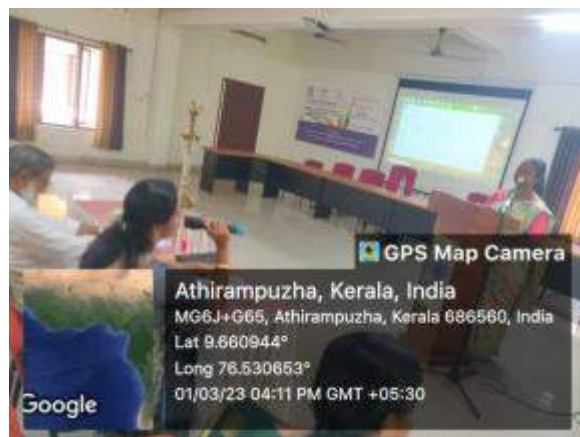 GPS Map Camera
Athirampuzha, Kerala, India
MG6J+G65, Athirampuzha, Kerala 686560, India
Lat 9.660944°
Long 76.530653°
01/03/23 04:11 PM GMT +05:30
Google